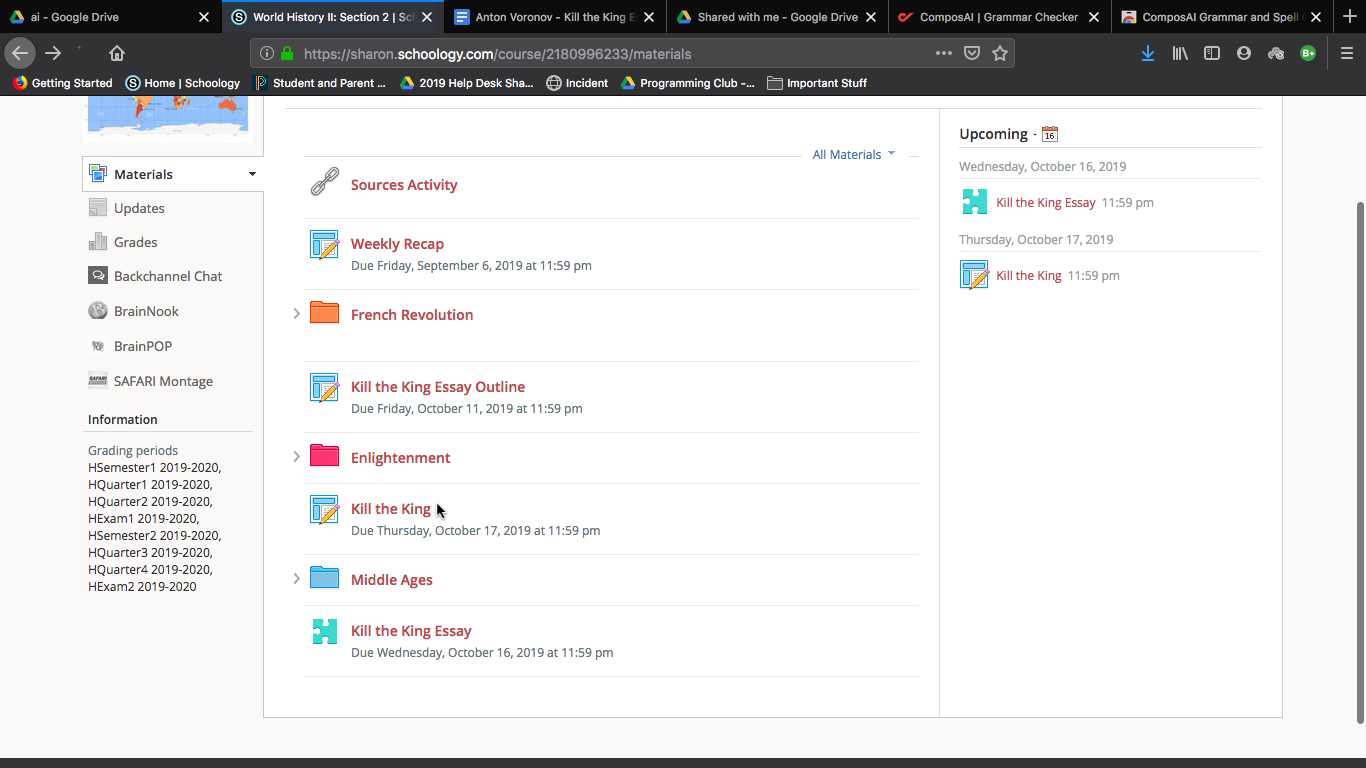 ai - Google Drive
World History II: Section 2 | Sch
Anton Voronov - Kill the King E
Shared with me - Google Drive
ComposAI | Grammar Checker
ComposAI Grammar and Spell C
https://sharon.schoology.com/course/2180996233/materials
Getting Started
Home | Schoology
Student and Parent ...
2019 Help Desk Sha...
Incident
Programming Club -...
Important Stuff
Materials
Updates
Grades
Backchannel Chat
BrainNook
BrainPOP
SAFARI Montage
Information
Grading periods
HSemester1 2019-2020,
HQuarter1 2019-2020,
HQuarter2 2019-2020,
HExam1 2019-2020,
HSemester2 2019-2020,
HQuarter3 2019-2020,
HQuarter4 2019-2020,
HExam2 2019-2020
All Materials
Sources Activity
Weekly Recap
Due Friday, September 6, 2019 at 11:59 pm
French Revolution
Kill the King Essay Outline
Due Friday, October 11, 2019 at 11:59 pm
Enlightenment
Kill the King
Due Thursday, October 17, 2019 at 11:59 pm
Middle Ages
Kill the King Essay
Due Wednesday, October 16, 2019 at 11:59 pm
Upcoming · 16
Wednesday, October 16, 2019
Kill the King Essay 11:59 pm
Thursday, October 17, 2019
Kill the King 11:59 pm